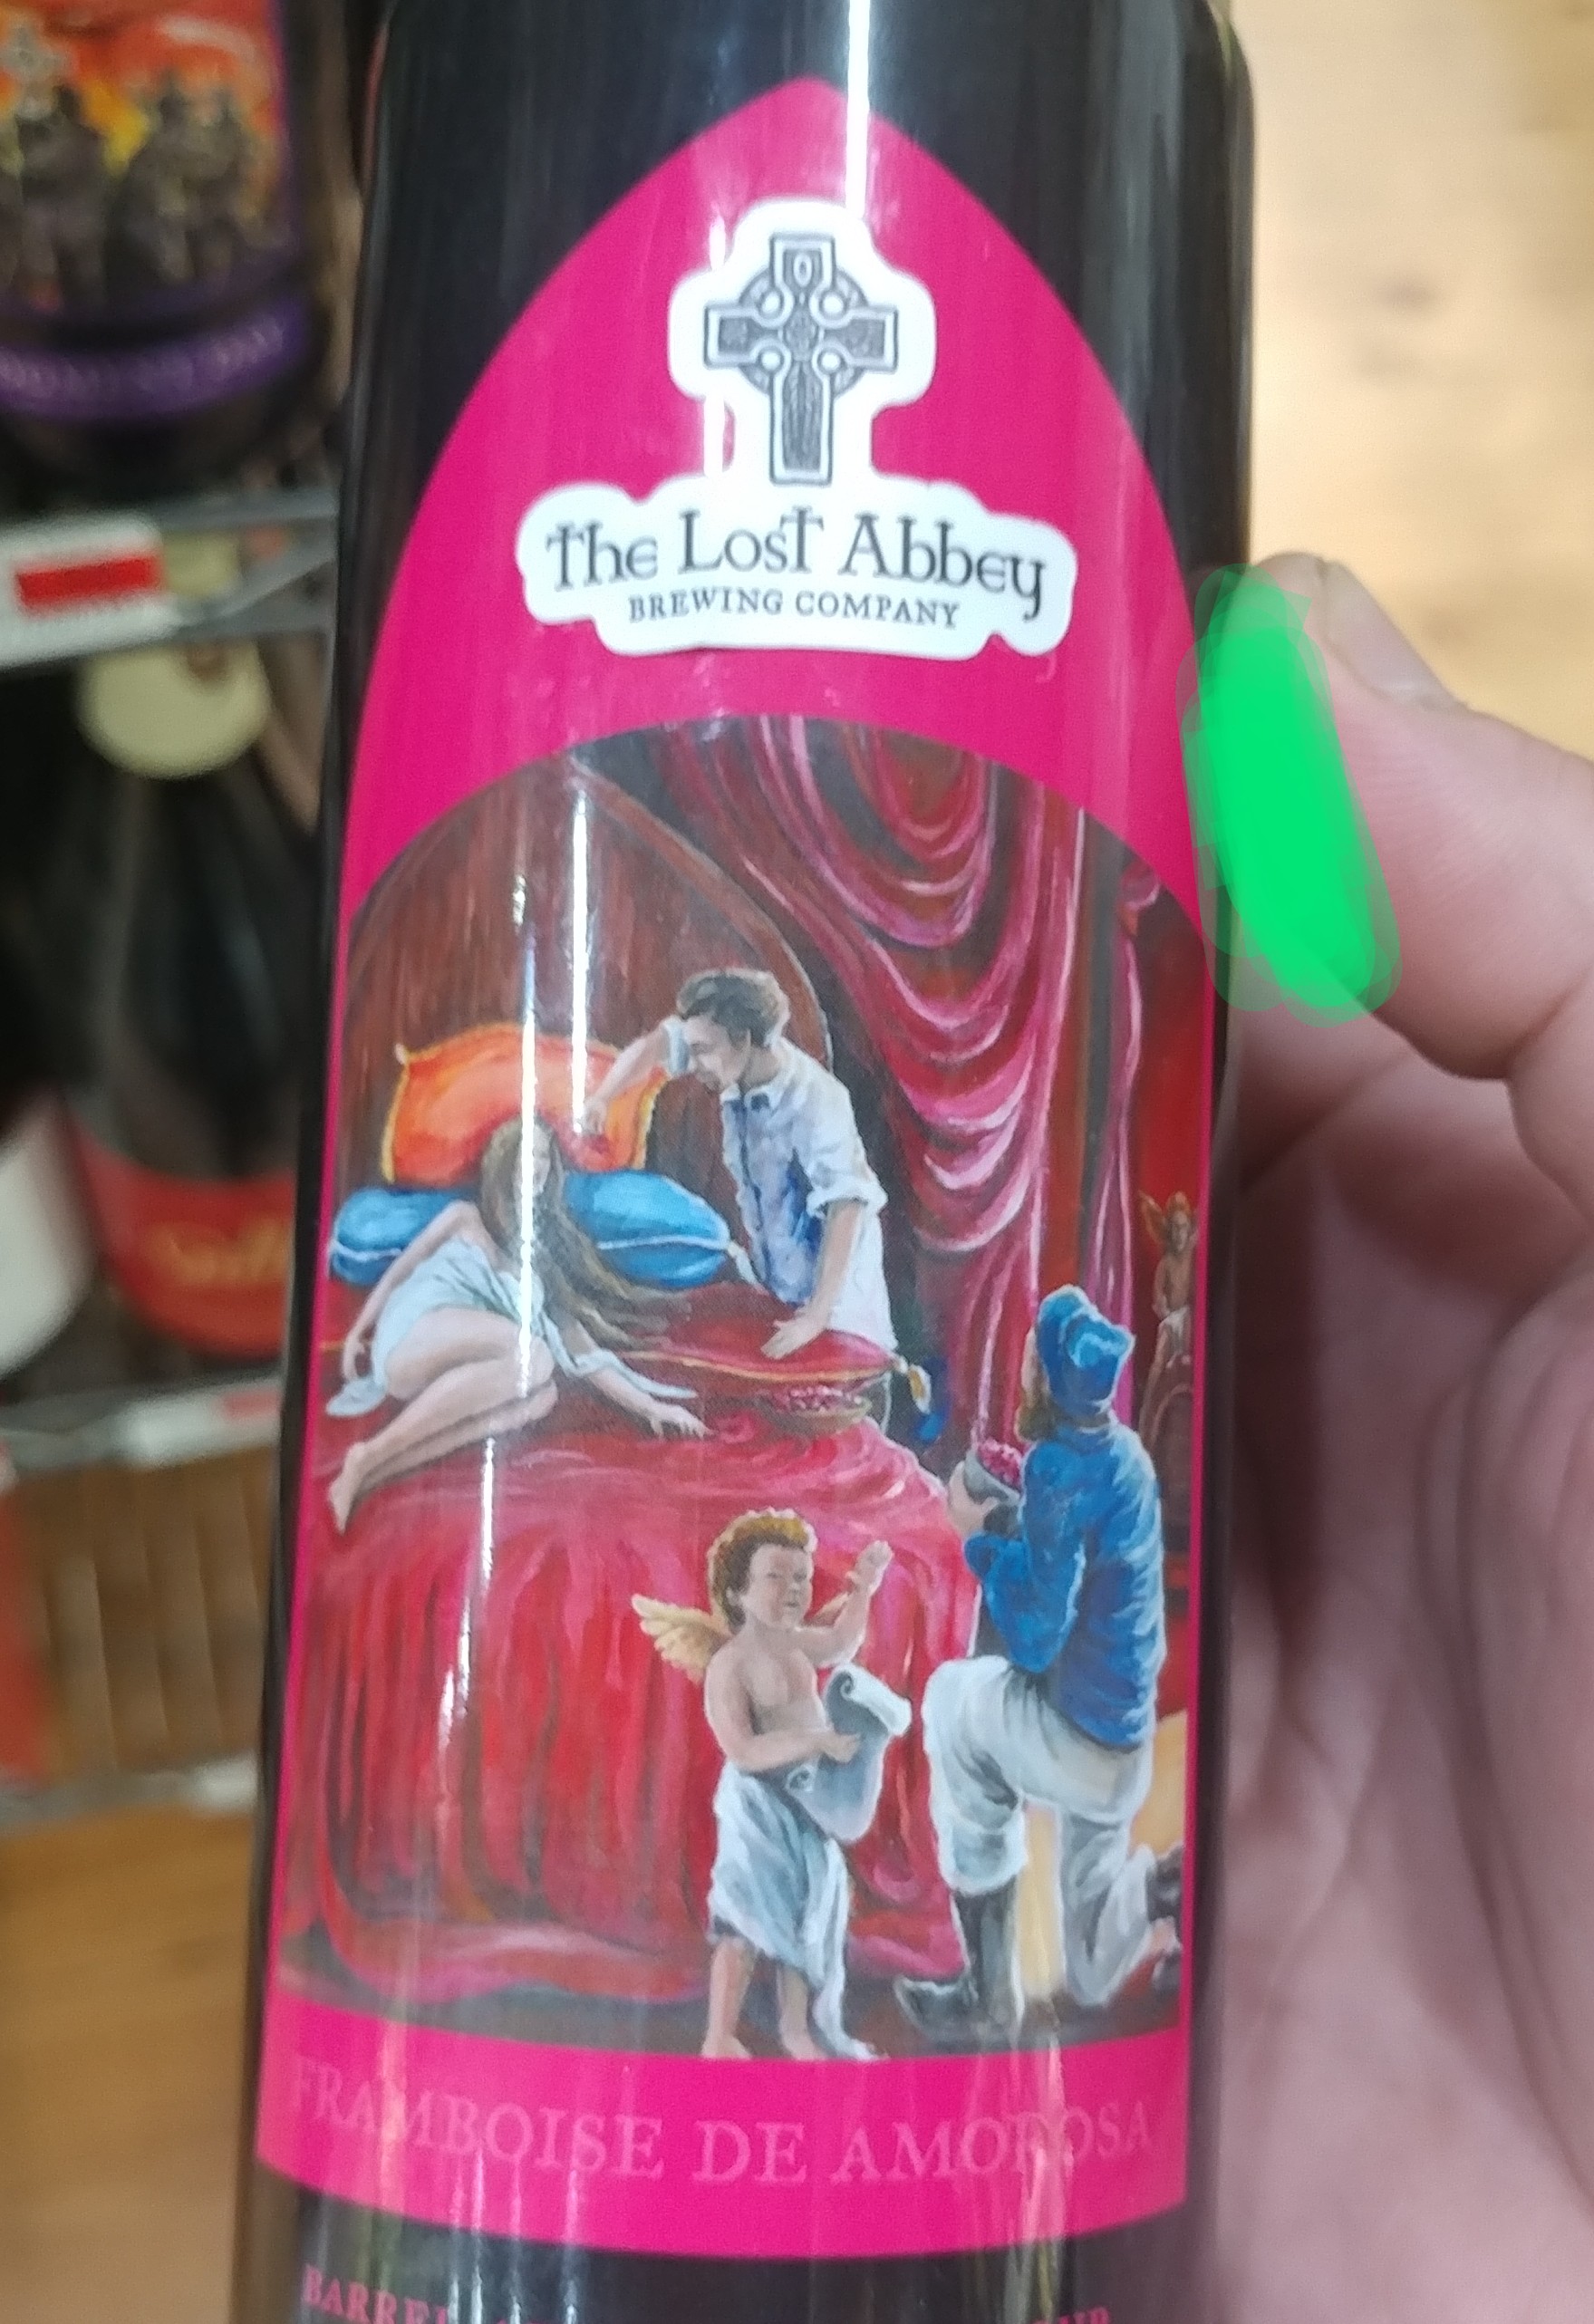 The Lost Abbey
BREWING COMPANY
FRAMBOISE DE AMOROSA